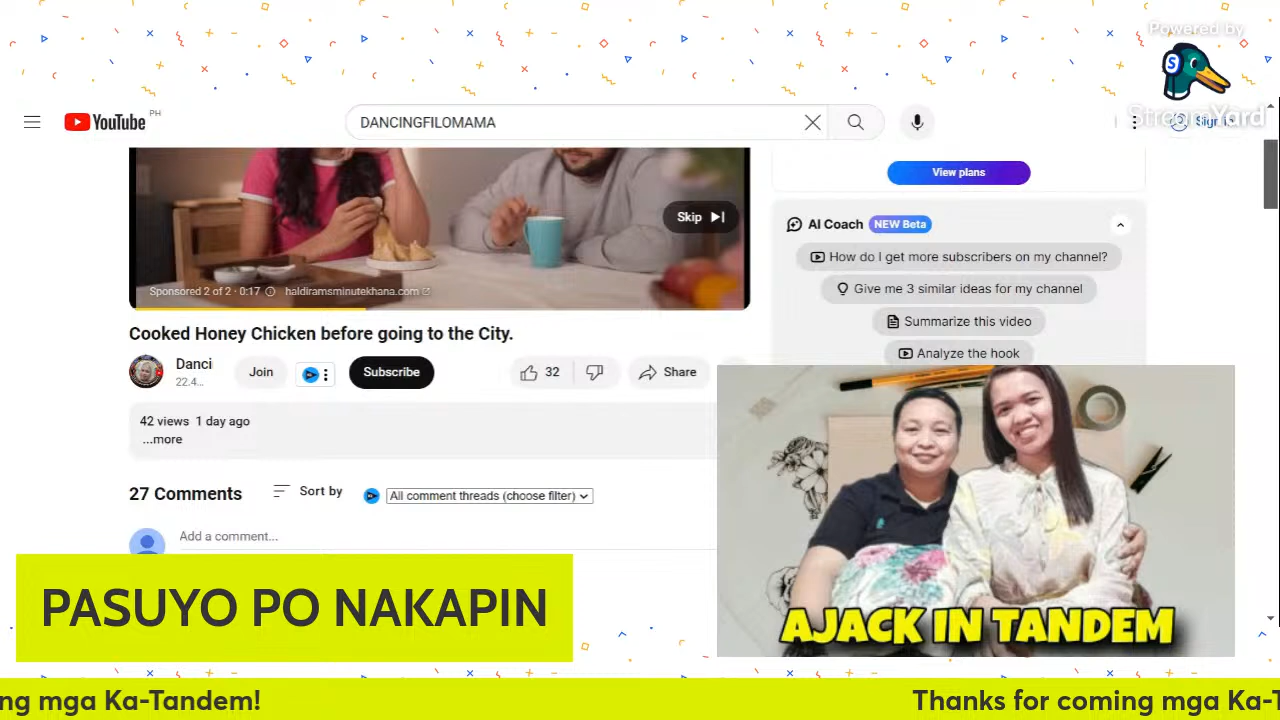 Powered by
StreamYard
YouTube PH
DANCINGFILOMAMA
Sign in
View plans
Skip
AI Coach NEW Beta
How do I get more subscribers on my channel?
Give me 3 similar ideas for my channel
Summarize this video
Analyze the hook
Sponsored 2 of 2 · 0:17 haldiramsminutekhana.com
Cooked Honey Chicken before going to the City.
Danci
22.4...
Join
Subscribe
32
Share
42 views 1 day ago
...more
27 Comments
Sort by
All comment threads (choose filter)
Add a comment...
PASUYO PO NAKAPIN
AJACK IN TANDEM
ng mga Ka-Tandem!
Thanks for coming mga Ka-T